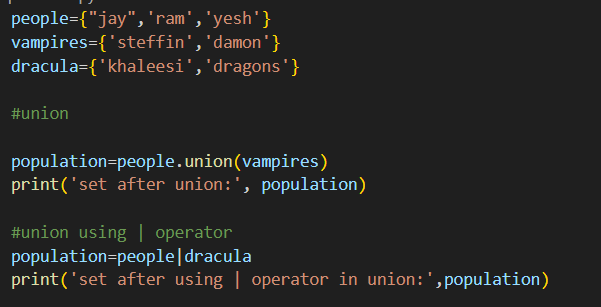 people={"jay",'ram','yesh'}
vampires={'steffin','damon'}
dracula={'khaleesi','dragons'}
#union
population=people.union(vampires)
print('set after union:', population)
#union using | operator
population=people|dracula
print('set after using | operator in union:',population)